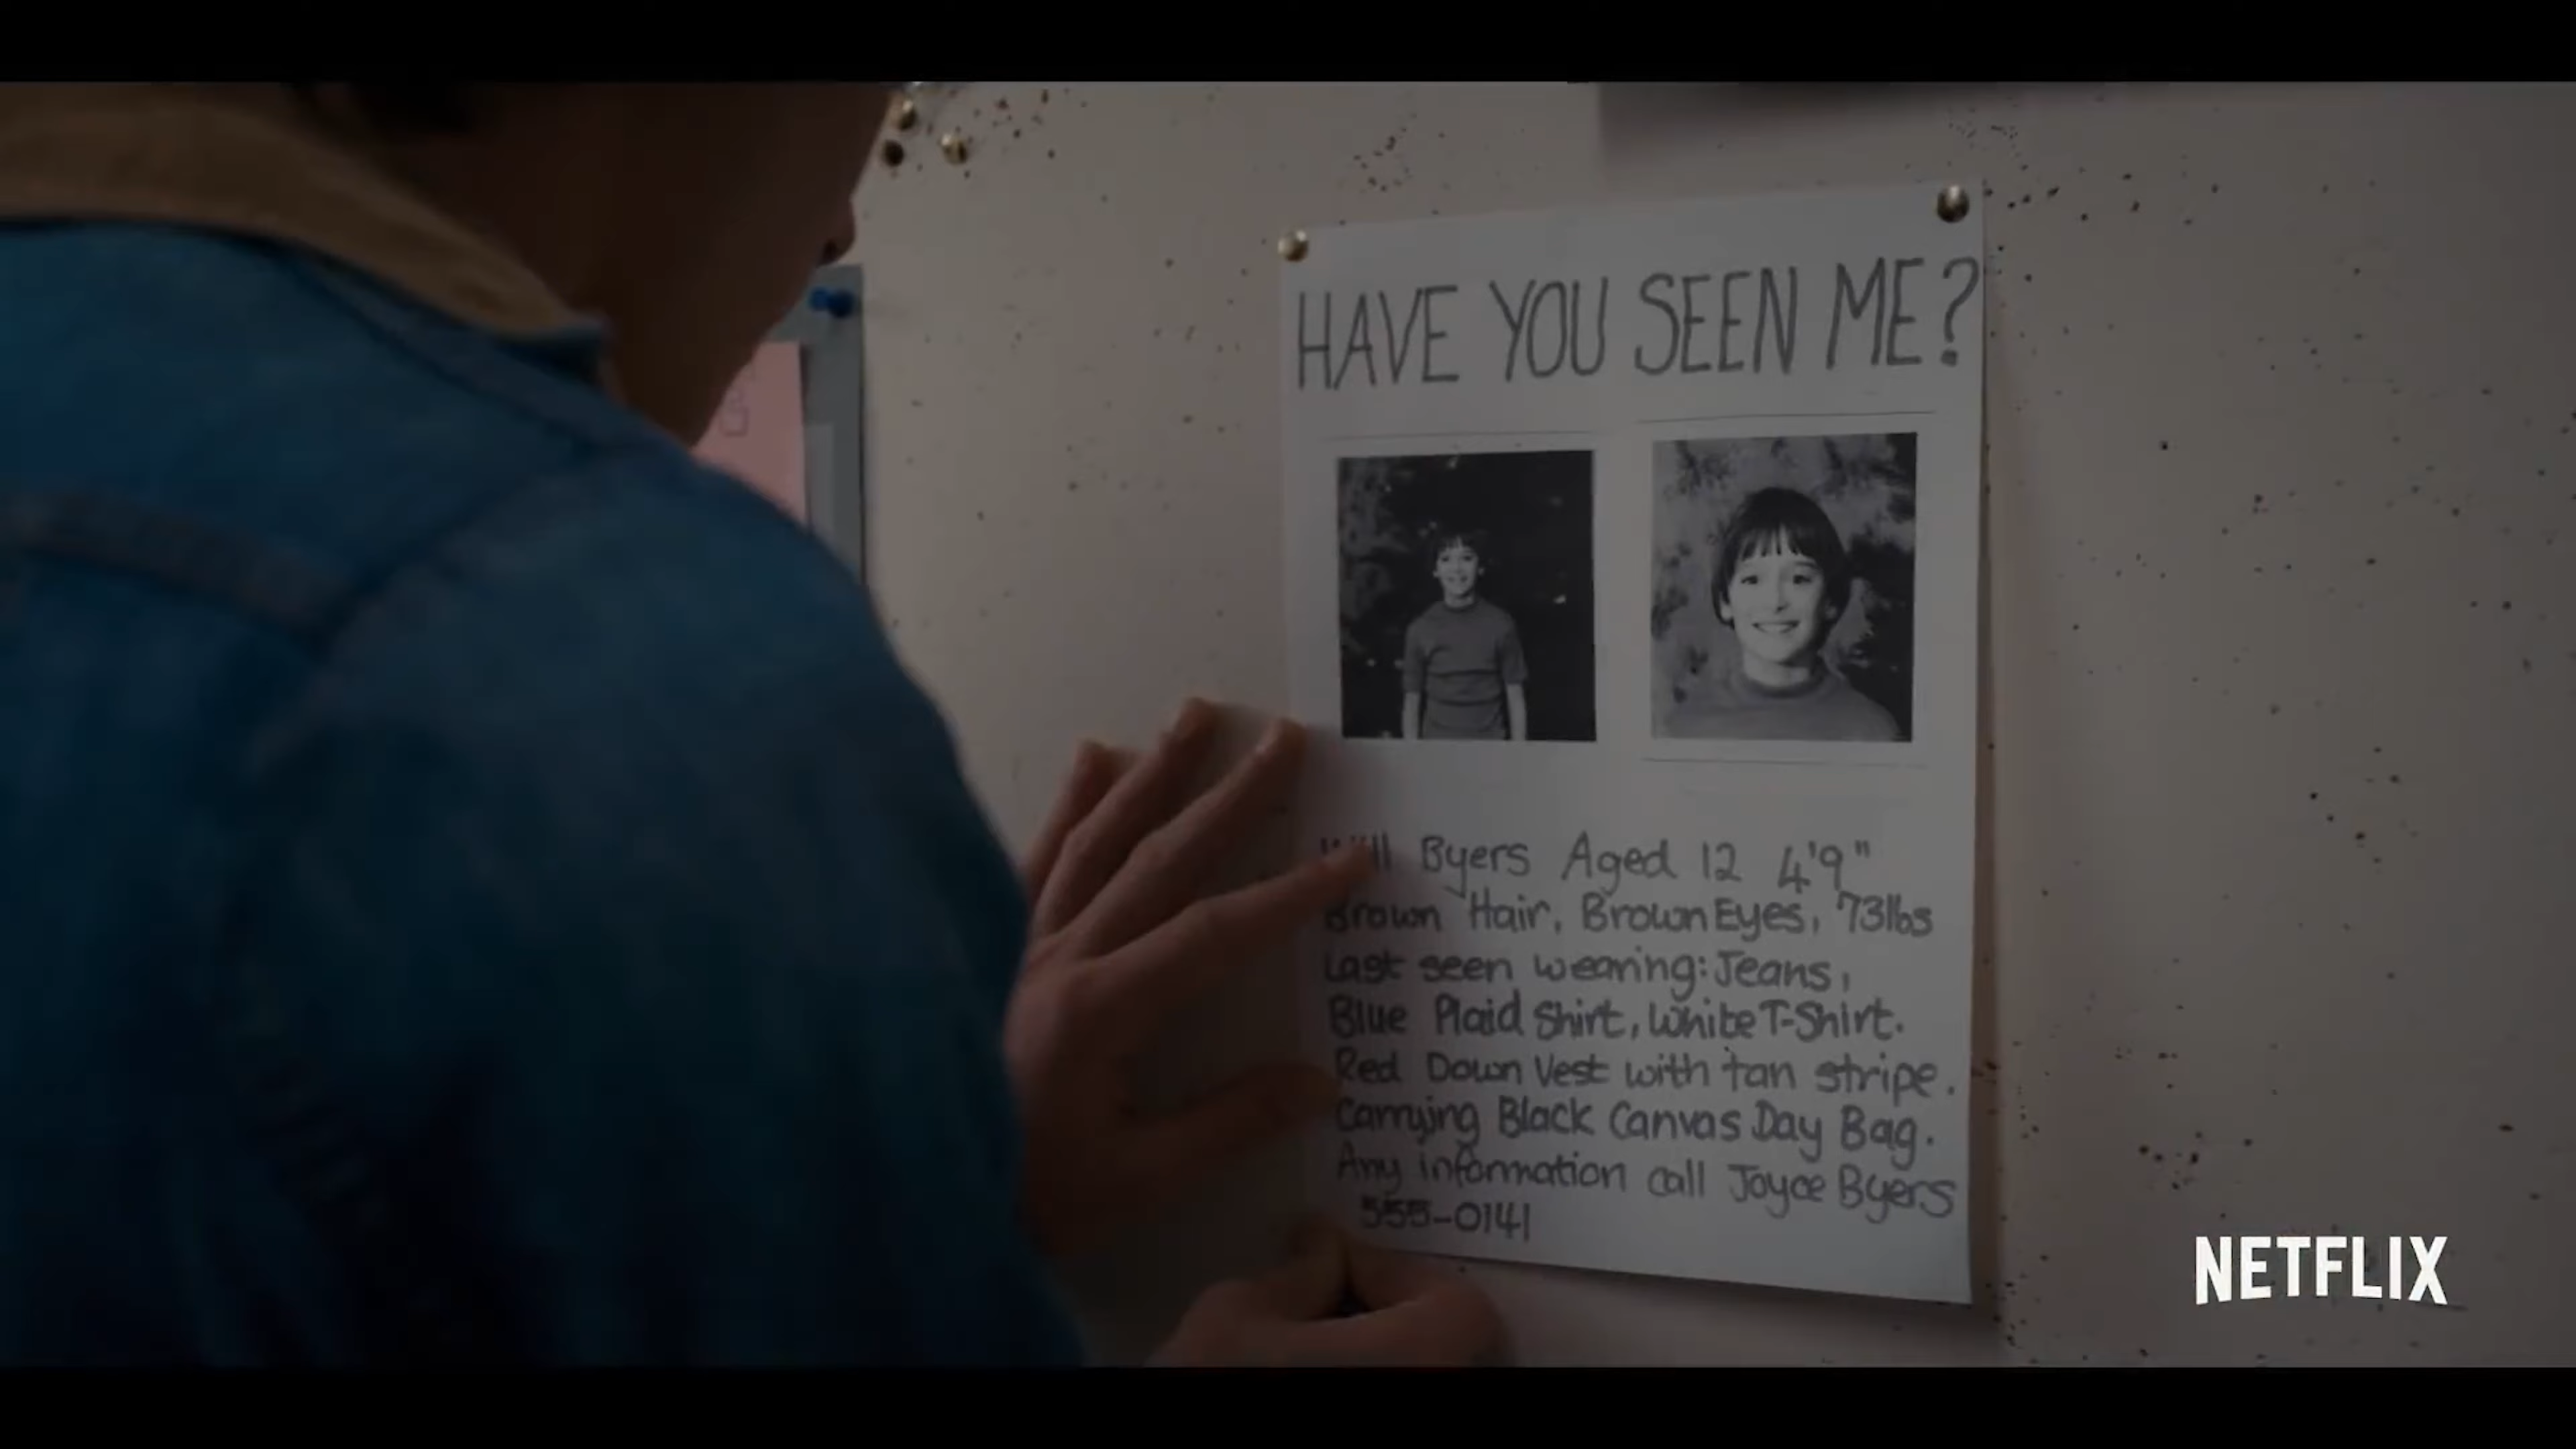 HAVE YOU SEEN ME?
Will Byers Aged 12 4'9"
Brown Hair, Brown Eyes, 73lbs
Last seen wearing: Jeans,
Blue Plaid Shirt, White T-Shirt.
Red Down Vest with tan stripe.
Carrying Black Canvas Day Bag.
Any information call Joyce Byers
555-0141
NETFLIX